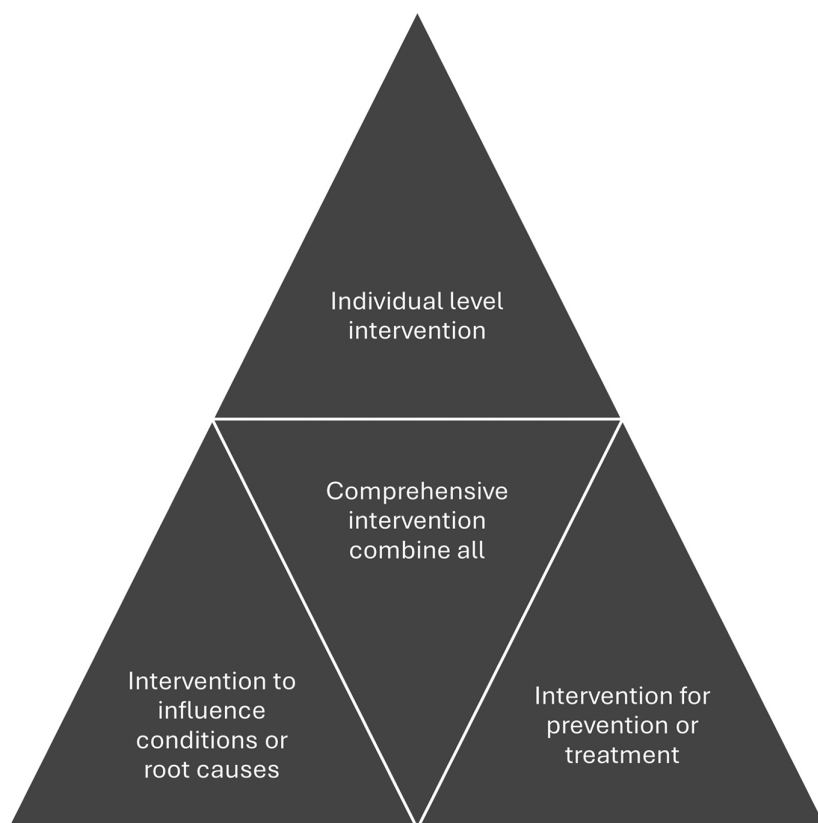 Individual level
intervention
Comprehensive
intervention
combine all
Intervention to
influence
conditions or
root causes
Intervention for
prevention or
treatment